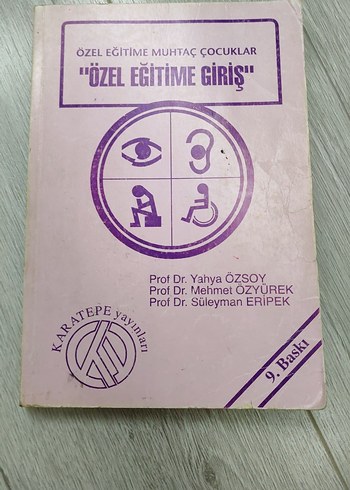 ÖZEL EĞİTİME MUHTAÇ ÇOCUKLAR
"ÖZEL EĞİTİME GİRİŞ"
Prof Dr. Yahya ÖZSOY
Prof Dr. Mehmet ÖZYÜREK
Prof Dr. Süleyman ERİPEK
KARATEPE yayınları
9. Baskı